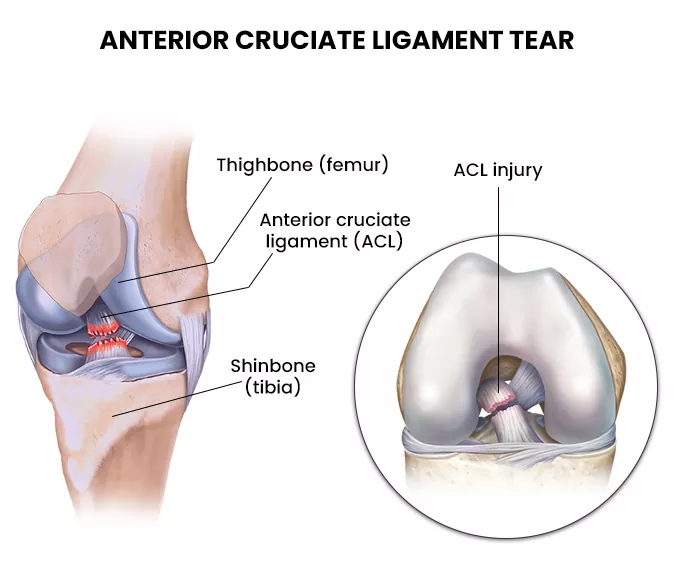 ANTERIOR CRUCIATE LIGAMENT TEAR
Thighbone (femur)
ACL injury
Anterior cruciate
ligament (ACL)
Shinbone
(tibia)